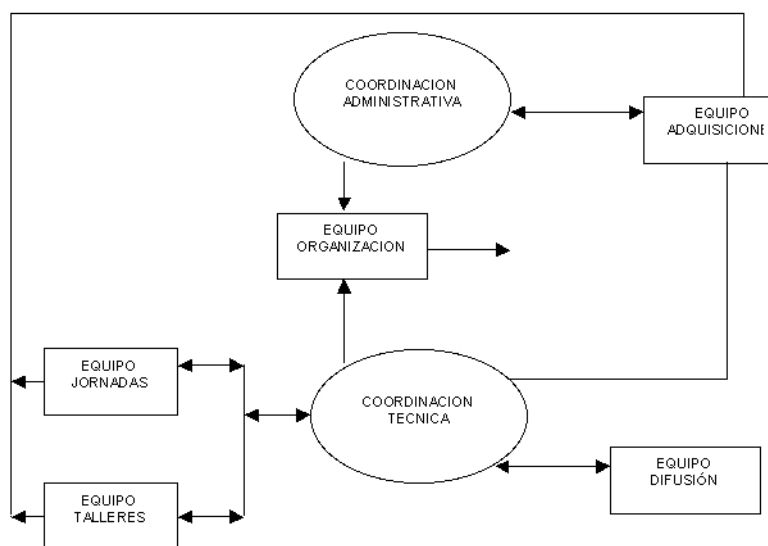 COORDINACION
ADMINISTRATIVA
EQUIPO
ADQUISICIONE
EQUIPO
ORGANIZACION
EQUIPO
JORNADAS
COORDINACION
TECNICA
EQUIPO
DIFUSIÓN
EQUIPO
TALLERES